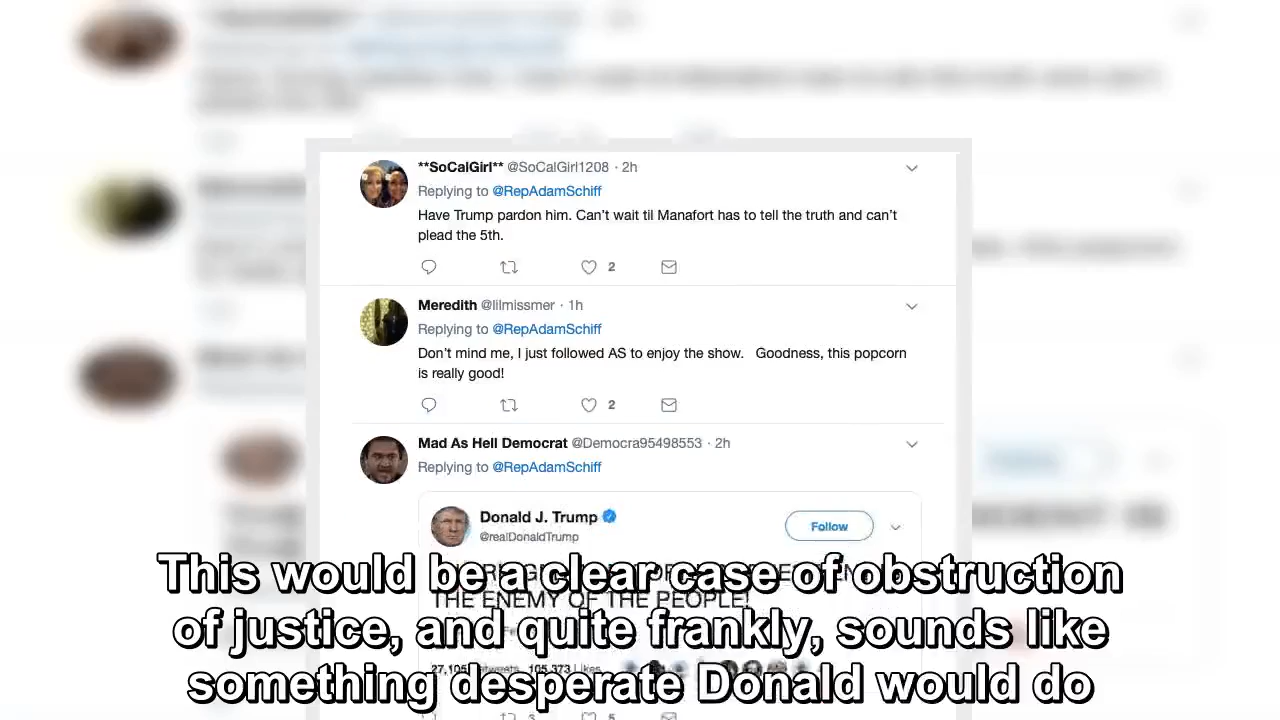 **SoCalGirl** @SoCalGirl1208 · 2h
Replying to @RepAdamSchiff
Have Trump pardon him. Can't wait til Manafort has to tell the truth and can't
plead the 5th.
2
Meredith @lilmissmer · 1h
Replying to @RepAdamSchiff
Don't mind me, I just followed AS to enjoy the show. Goodness, this popcorn
is really good!
2
Mad As Hell Democrat @Democra95498553 · 2h
Replying to @RepAdamSchiff
Donald J. Trump
@realDonaldTrump
Follow
THE ENEMY OF THE PEOPLE!
27,105 105,373 Likes
3 5
This would be a clear case of obstruction
of justice, and quite frankly, sounds like
something desperate Donald would do